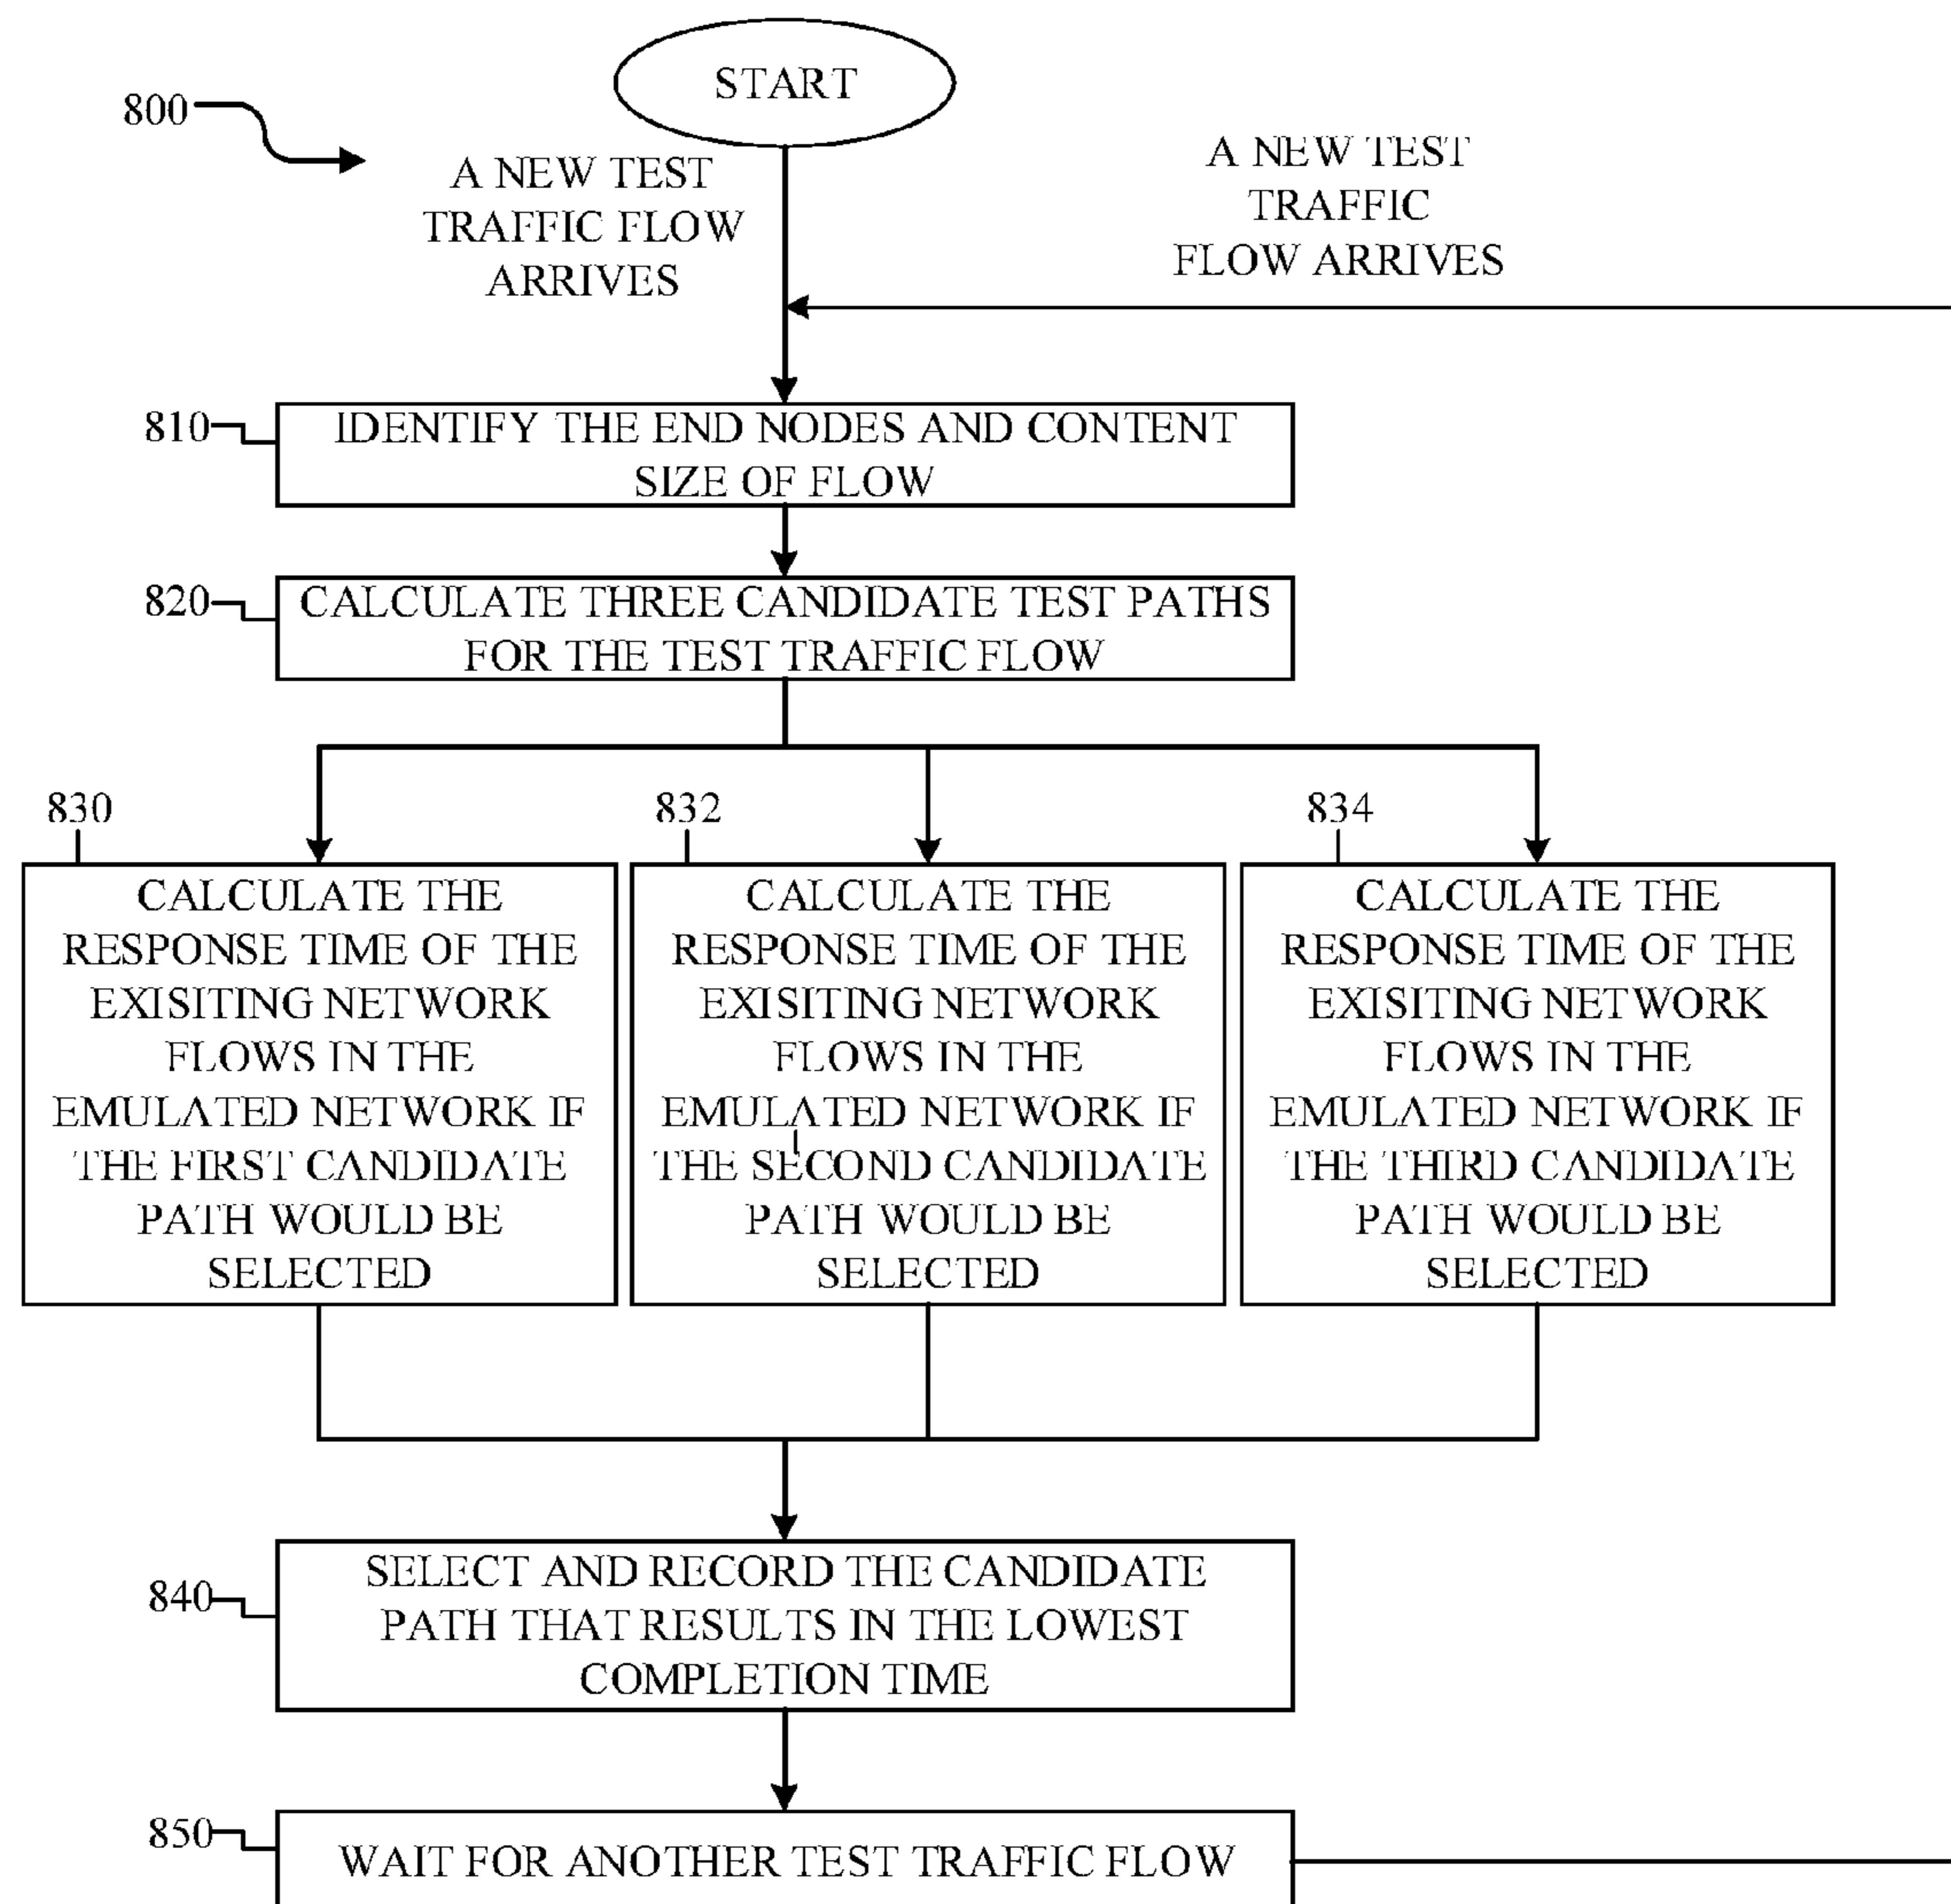 START
800
A NEW TEST
TRAFFIC FLOW
ARRIVES
A NEW TEST
TRAFFIC
FLOW ARRIVES
810
IDENTIFY THE END NODES AND CONTENT
SIZE OF FLOW
820
CALCULATE THREE CANDIDATE TEST PATHS
FOR THE TEST TRAFFIC FLOW
830
CALCULATE THE
RESPONSE TIME OF THE
EXISITING NETWORK
FLOWS IN THE
EMULATED NETWORK IF
THE FIRST CANDIDATE
PATH WOULD BE
SELECTED
832
CALCULATE THE
RESPONSE TIME OF THE
EXISITING NETWORK
FLOWS IN THE
EMULATED NETWORK IF
THE SECOND CANDIDATE
PATH WOULD BE
SELECTED
834
CALCULATE THE
RESPONSE TIME OF THE
EXISITING NETWORK
FLOWS IN THE
EMULATED NETWORK IF
THE THIRD CANDIDATE
PATH WOULD BE
SELECTED
840
SELECT AND RECORD THE CANDIDATE
PATH THAT RESULTS IN THE LOWEST
COMPLETION TIME
850
WAIT FOR ANOTHER TEST TRAFFIC FLOW